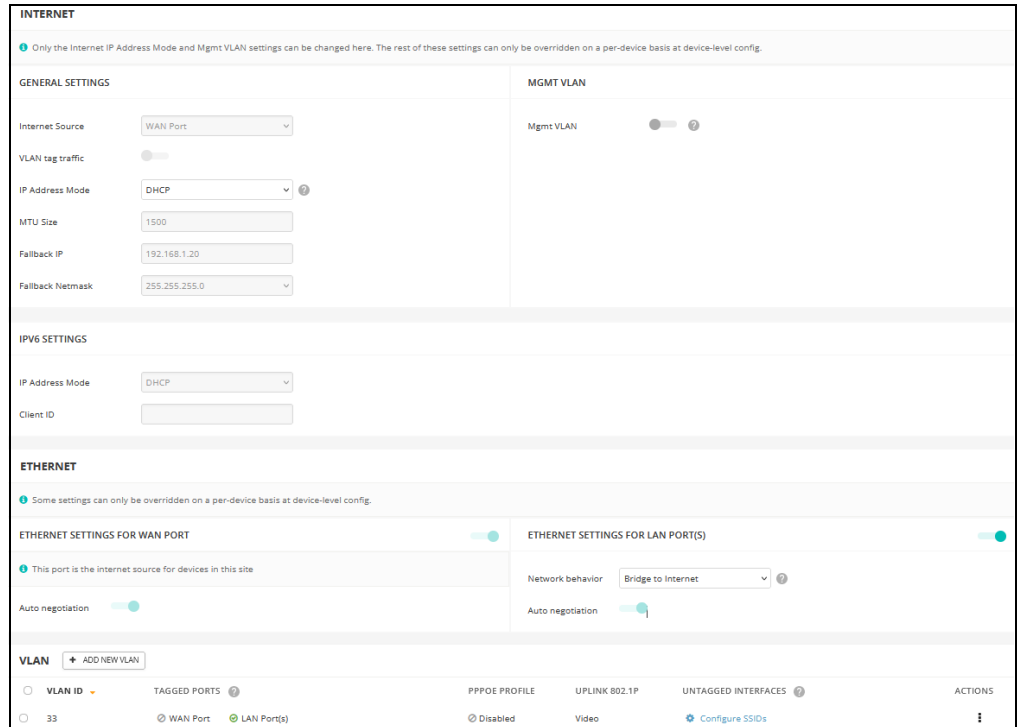 INTERNET
Only the Internet IP Address Mode and Mgmt VLAN settings can be changed here. The rest of these settings can only be overridden on a per-device basis at device-level config.
GENERAL SETTINGS
Internet Source WAN Port
VLAN tag traffic
IP Address Mode DHCP
MTU Size 1500
Fallback IP 192.168.1.20
Fallback Netmask 255.255.255.0
MGMT VLAN
Mgmt VLAN
IPV6 SETTINGS
IP Address Mode DHCP
Client ID
ETHERNET
Some settings can only be overridden on a per-device basis at device-level config.
ETHERNET SETTINGS FOR WAN PORT
This port is the internet source for devices in this site
Auto negotiation
ETHERNET SETTINGS FOR LAN PORT(S)
Network behavior Bridge to Internet
Auto negotiation
VLAN + ADD NEW VLAN
VLAN ID TAGGED PORTS PPPOE PROFILE UPLINK 802.1P UNTAGGED INTERFACES ACTIONS
33 WAN Port LAN Port(s) Disabled Video Configure SSIDs